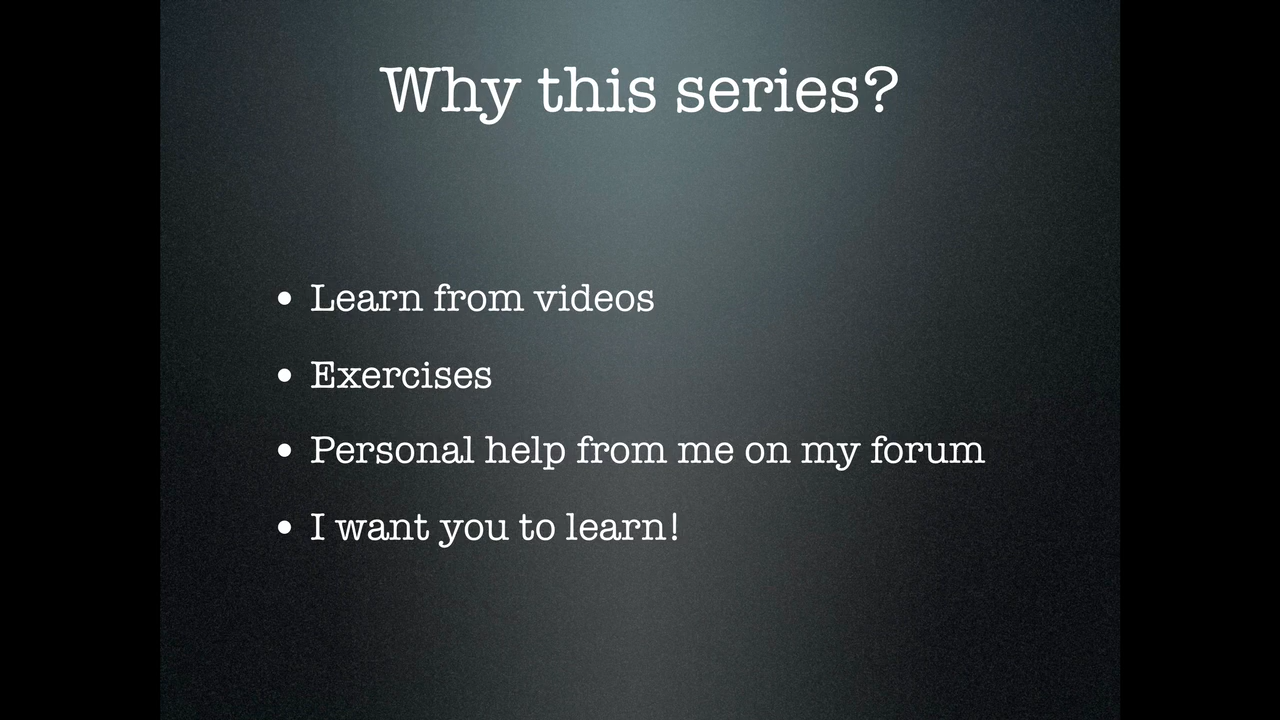 Why this series?
• Learn from videos
• Exercises
• Personal help from me on my forum
• I want you to learn!